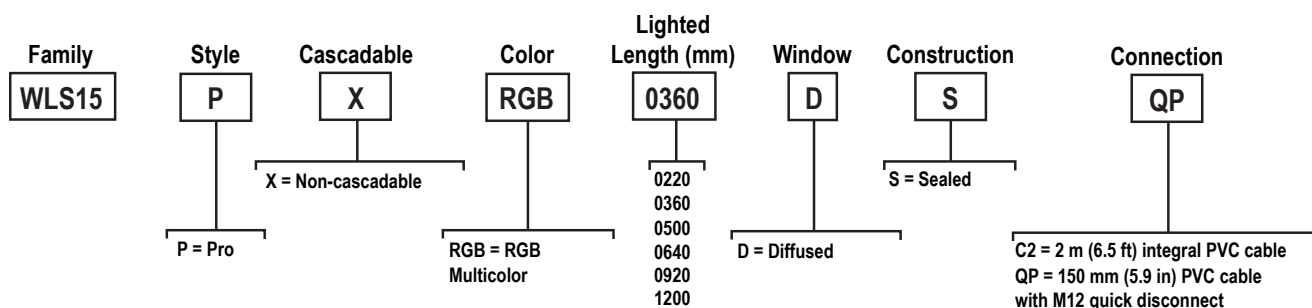 Family
Style
Cascadable
Color
Lighted
Length (mm)
Window
Construction
Connection
WLS15
P
X
RGB
0360
D
S
QP
X = Non-cascadable
0220
0360
0500
0640
0920
1200
S = Sealed
P = Pro
RGB = RGB
Multicolor
D = Diffused
C2 = 2 m (6.5 ft) integral PVC cable
QP = 150 mm (5.9 in) PVC cable
with M12 quick disconnect